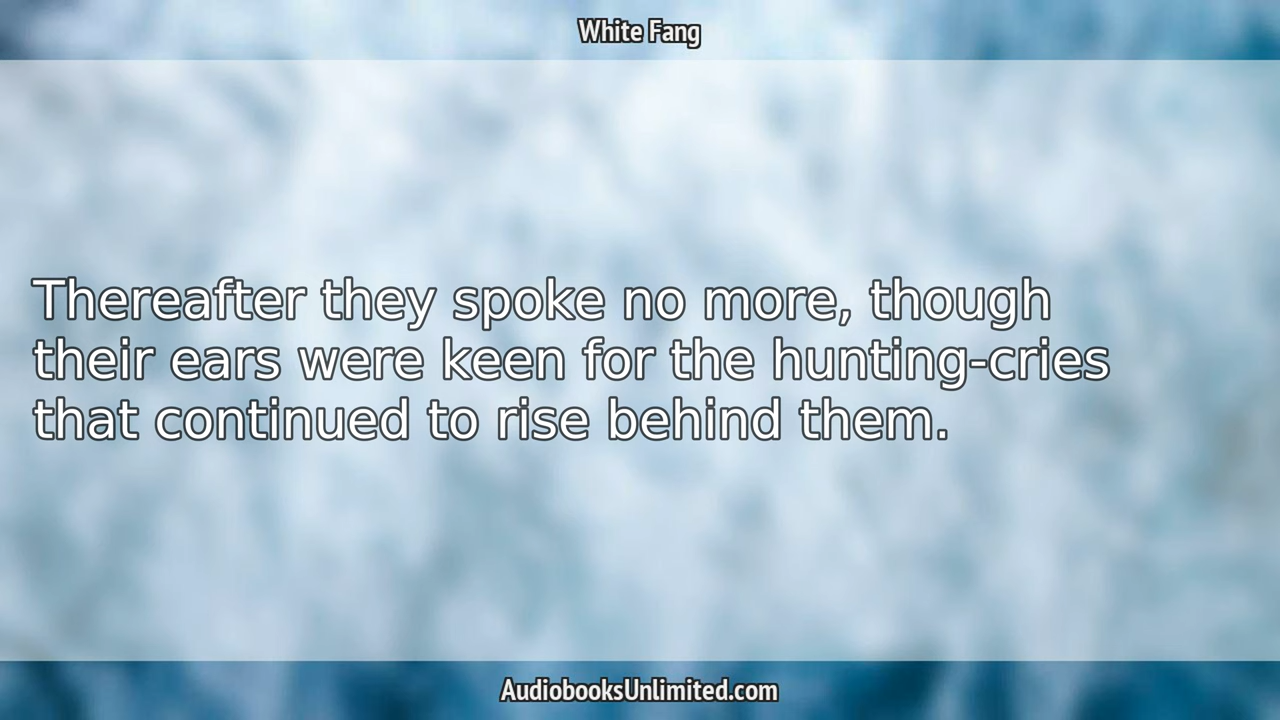 White Fang
Thereafter they spoke no more, though
their ears were keen for the hunting-cries
that continued to rise behind them.
AudiobooksUnlimited.com